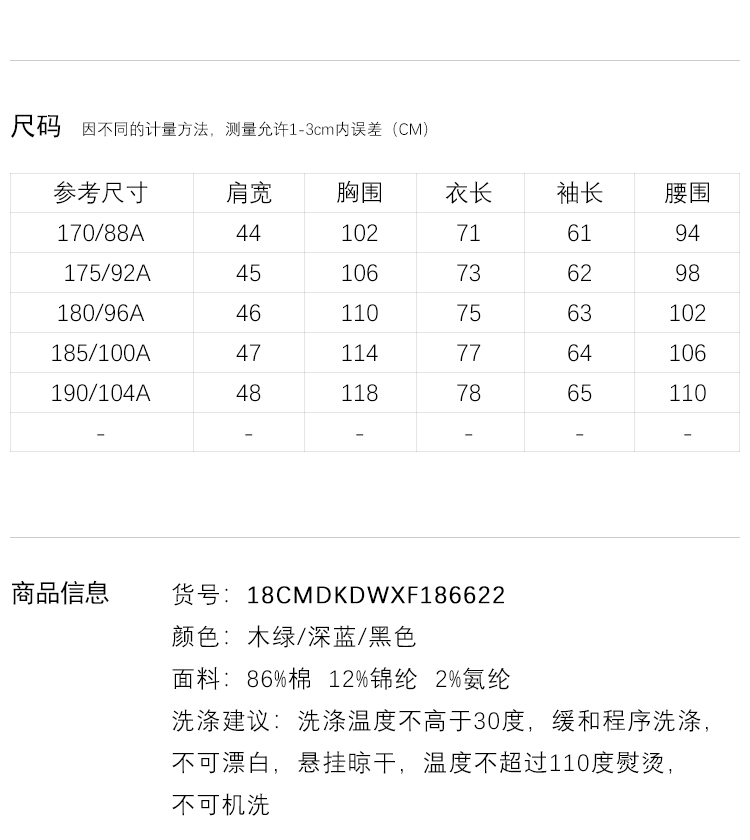 尺码 因不同的计量方法，测量允许1-3cm内误差（CM）
参考尺寸 肩宽 胸围 衣长 袖长 腰围
170/88A 44 102 71 61 94
175/92A 45 106 73 62 98
180/96A 46 110 75 63 102
185/100A 47 114 77 64 106
190/104A 48 118 78 65 110
- - - - - -
商品信息 货号：18CMDKDWXF186622
颜色：木绿/深蓝/黑色
面料：86%棉 12%锦纶 2%氨纶
洗涤建议：洗涤温度不高于30度，缓和程序洗涤，
不可漂白，悬挂晾干，温度不超过110度熨烫，
不可机洗